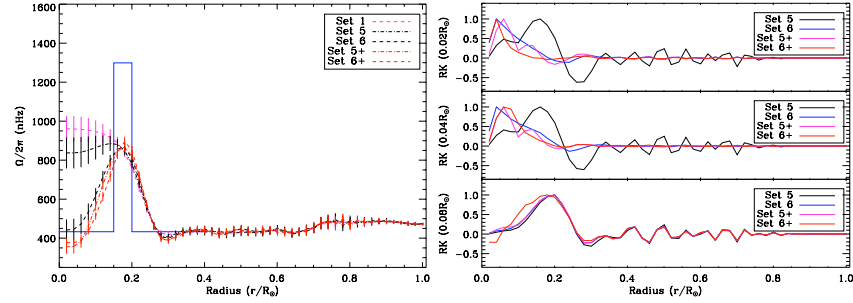 1600
1400
1200
1000
800
600
400
200
Ω/2π (nHz)
Set 1
Set 5
Set 6
Set 5+
Set 6+
0.0 0.2 0.4 0.6 0.8 1.0
Radius (r/R⊙)
RK (0.02R⊙)
1.0
0.5
0.0
−0.5
Set 5
Set 6
Set 5+
Set 6+
RK (0.04R⊙)
1.0
0.5
0.0
−0.5
Set 5
Set 6
Set 5+
Set 6+
RK (0.08R⊙)
1.0
0.5
0.0
−0.5
Set 5
Set 6
Set 5+
Set 6+
0.0 0.2 0.4 0.6 0.8 1.0
Radius (r/R⊙)